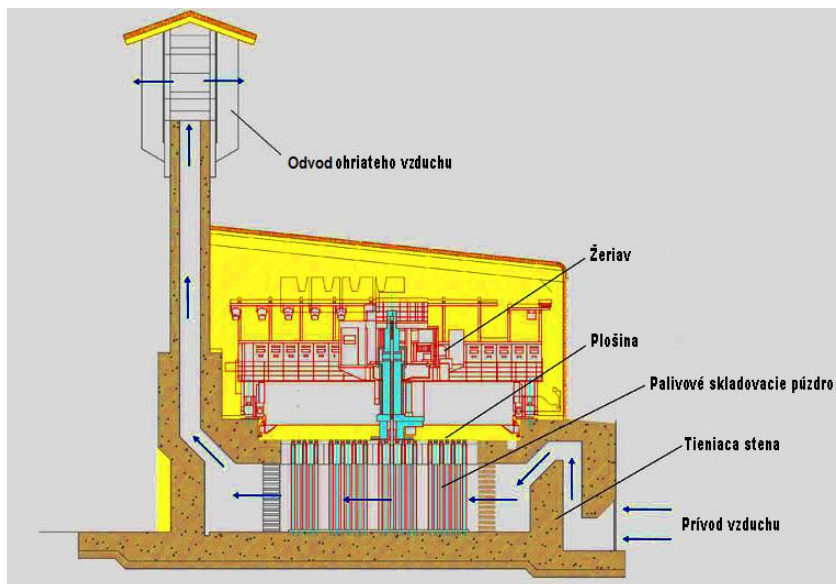 Odvod ohriateho vzduchu
Žeriav
Plošina
Palivové skladovacie púzdro
Tieniaca stena
Prívod vzduchu